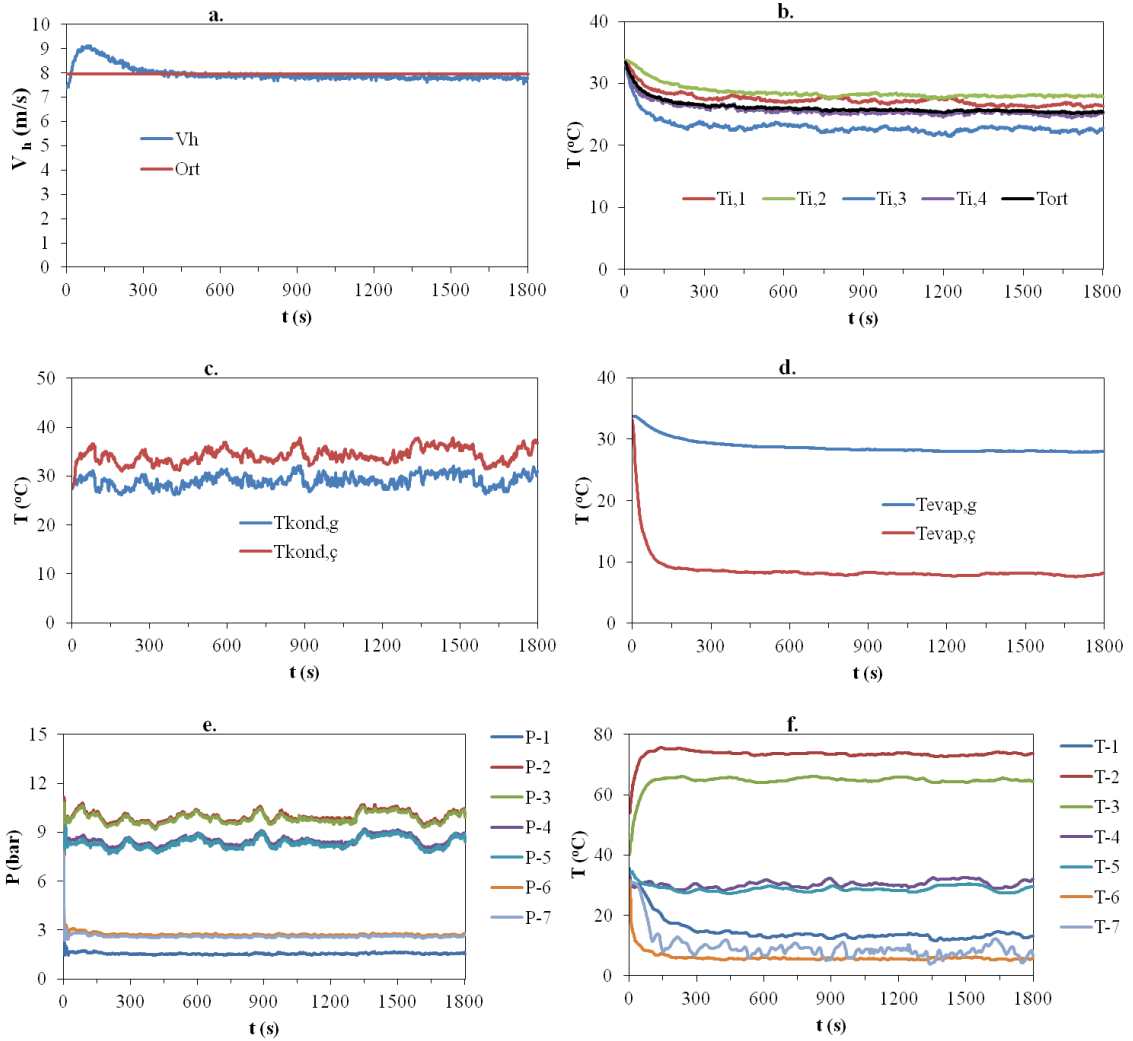 a.
10
9
8
7
6
5
4
3
2
1
0
V h (m/s)
Vh
Ort
0 300 600 900 1200 1500 1800
t (s)
b.
40
30
20
10
0
T (°C)
Ti,1 Ti,2 Ti,3 Ti,4 Tort
0 300 600 900 1200 1500 1800
t (s)
c.
50
40
30
20
10
0
T (°C)
Tkond,g
Tkond,ç
0 300 600 900 1200 1500 1800
t (s)
d.
40
30
20
10
0
T (°C)
Tevap,g
Tevap,ç
0 300 600 900 1200 1500 1800
t (s)
e.
15
12
9
6
3
0
P (bar)
P-1
P-2
P-3
P-4
P-5
P-6
P-7
0 300 600 900 1200 1500 1800
t (s)
f.
80
60
40
20
0
T (°C)
T-1
T-2
T-3
T-4
T-5
T-6
T-7
0 300 600 900 1200 1500 1800
t (s)